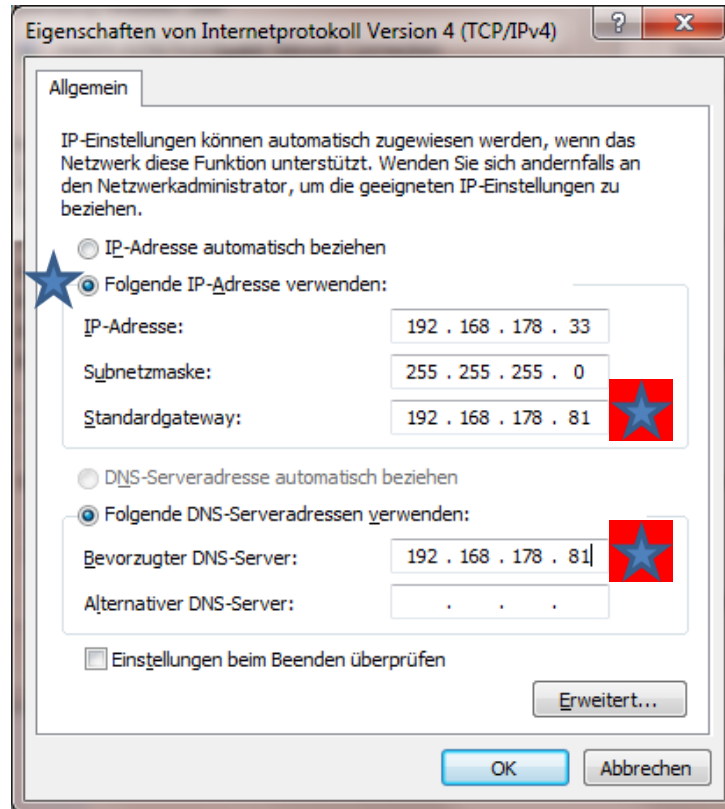 Eigenschaften von Internetprotokoll Version 4 (TCP/IPv4)
Allgemein
IP-Einstellungen können automatisch zugewiesen werden, wenn das
Netzwerk diese Funktion unterstützt. Wenden Sie sich andernfalls an
den Netzwerkadministrator, um die geeigneten IP-Einstellungen zu
beziehen.
IP-Adresse automatisch beziehen
Folgende IP-Adresse verwenden:
IP-Adresse: 192 . 168 . 178 . 33
Subnetzmaske: 255 . 255 . 255 . 0
Standardgateway: 192 . 168 . 178 . 81
DNS-Serveradresse automatisch beziehen
Folgende DNS-Serveradressen verwenden:
Bevorzugter DNS-Server: 192 . 168 . 178 . 81
Alternativer DNS-Server: . . .
Einstellungen beim Beenden überprüfen
Erweitert...
OK Abbrechen